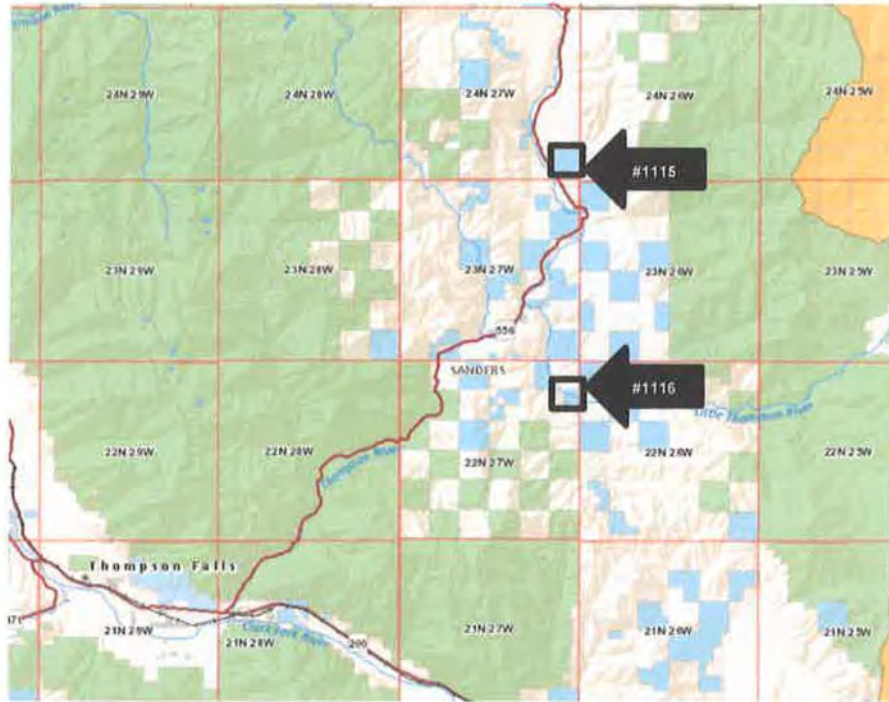 24N 29W
24N 28W
24N 27W
24N 26W
24N 25W
#1115
23N 29W
23N 28W
23N 27W
23N 26W
23N 25W
556
SANDERS
#1116
Little Thompson River
22N 29W
22N 28W
Thompson River
22N 27W
22N 26W
22N 25W
Thompson Falls
21N 29W
21N 28W
Clark Fork River
200
21N 27W
21N 26W
21N 25W